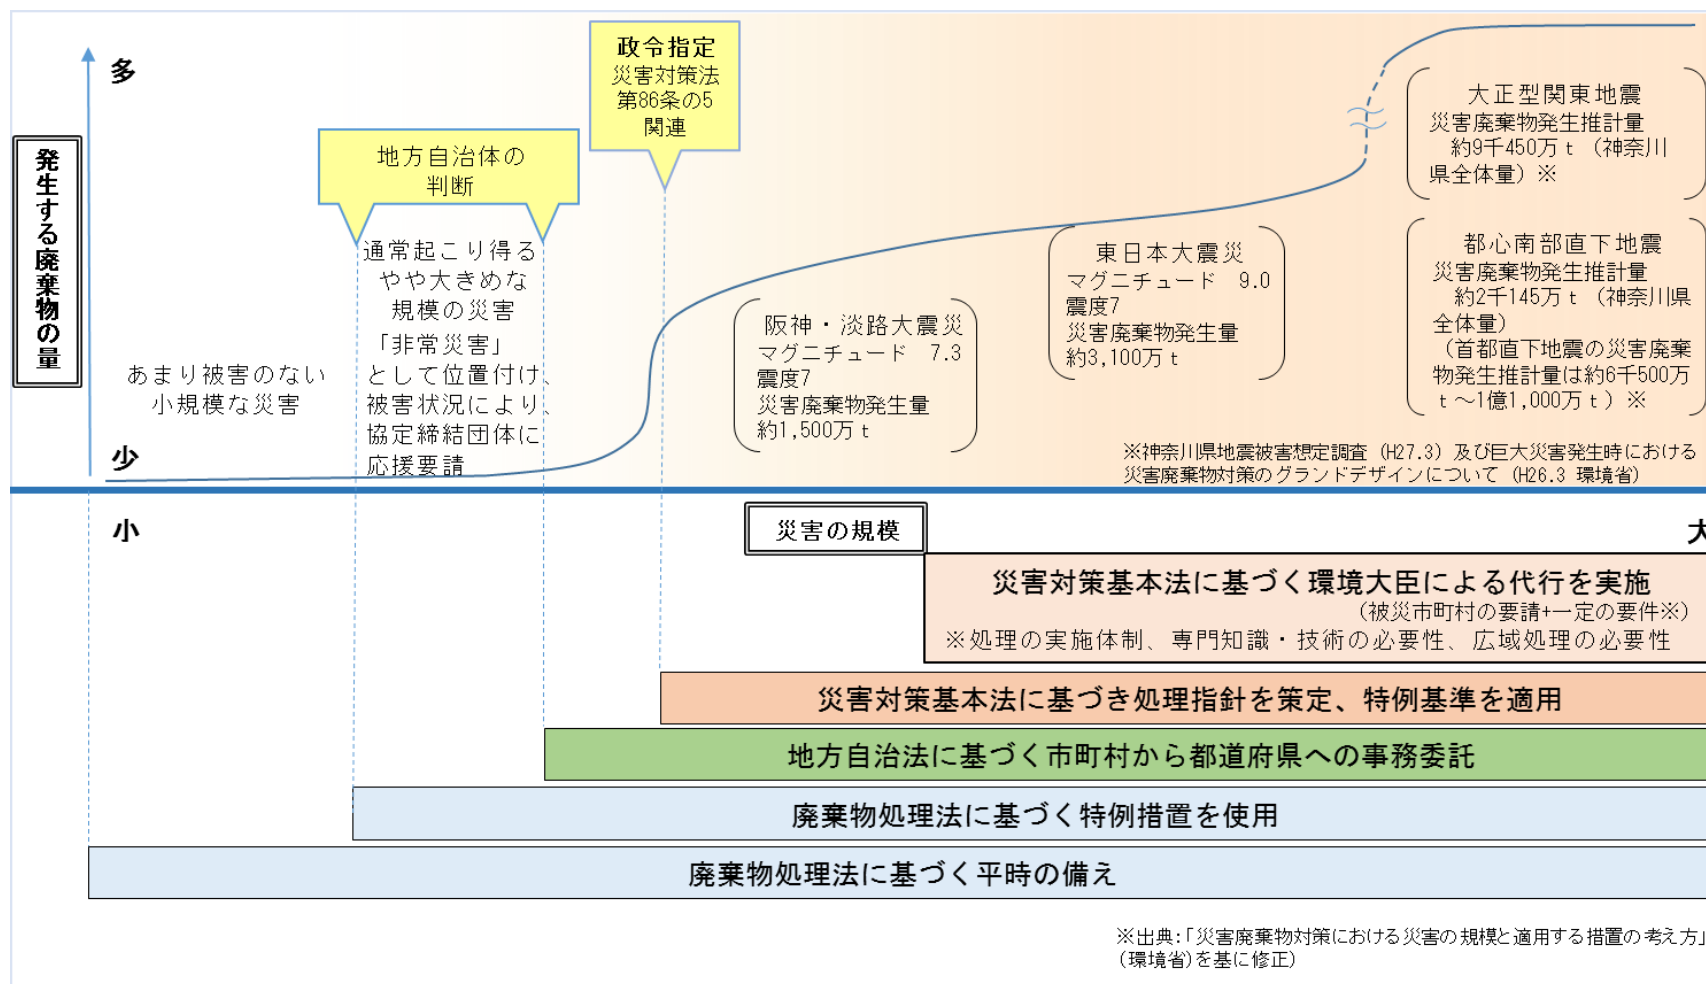 多
発生する廃棄物の量
少
政令指定
災害対策法
第86条の5
関連
地方自治体の
判断
あまり被害のない
小規模な災害
通常起こり得る
やや大きめな
規模の災害
「非常災害」
として位置付け、
被害状況により、
協定締結団体に
応援要請
阪神・淡路大震災
マグニチュード 7.3
震度7
災害廃棄物発生量
約1,500万ｔ
東日本大震災
マグニチュード 9.0
震度7
災害廃棄物発生量
約3,100万ｔ
大正型関東地震
災害廃棄物発生推計量
約9千450万ｔ（神奈川
県全体量）※
都心南部直下地震
災害廃棄物発生推計量
約2千145万ｔ（神奈川県
全体量）
（首都直下地震の災害廃棄
物発生推計量は約6千500万
ｔ～1億1,000万ｔ）※
※神奈川県地震被害想定調査（H27.3）及び巨大災害発生時における
災害廃棄物対策のグランドデザインについて（H26.3 環境省）
小
災害の規模
大
災害対策基本法に基づく環境大臣による代行を実施
（被災市町村の要請+一定の要件※）
※処理の実施体制、専門知識・技術の必要性、広域処理の必要性
災害対策基本法に基づき処理指針を策定、特例基準を適用
地方自治法に基づく市町村から都道府県への事務委託
廃棄物処理法に基づく特例措置を使用
廃棄物処理法に基づく平時の備え
※出典：「災害廃棄物対策における災害の規模と適用する措置の考え方」
（環境省）を基に修正）